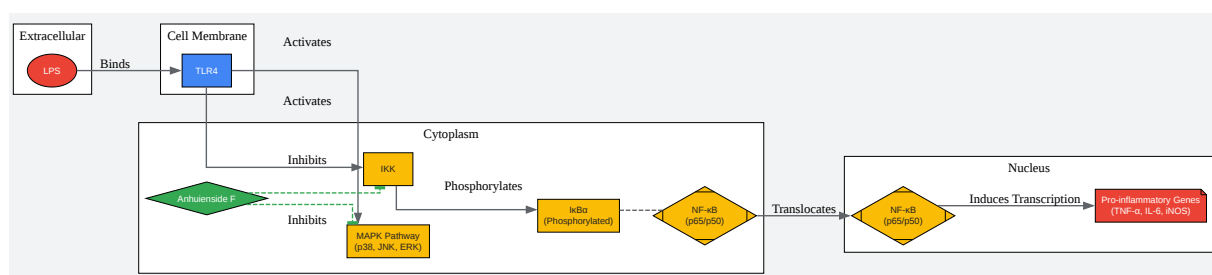 Extracellular
Cell Membrane
LPS
Binds
TLR4
Activates
Activates
Cytoplasm
Inhibits
IKK
Phosphorylates
Anhuienside F
Inhibits
MAPK Pathway
(p38, JNK, ERK)
IκBα
(Phosphorylated)
NF-κB
(p65/p50)
Translocates
Nucleus
NF-κB
(p65/p50)
Induces Transcription
Pro-inflammatory Genes
(TNF-α, IL-6, iNOS)